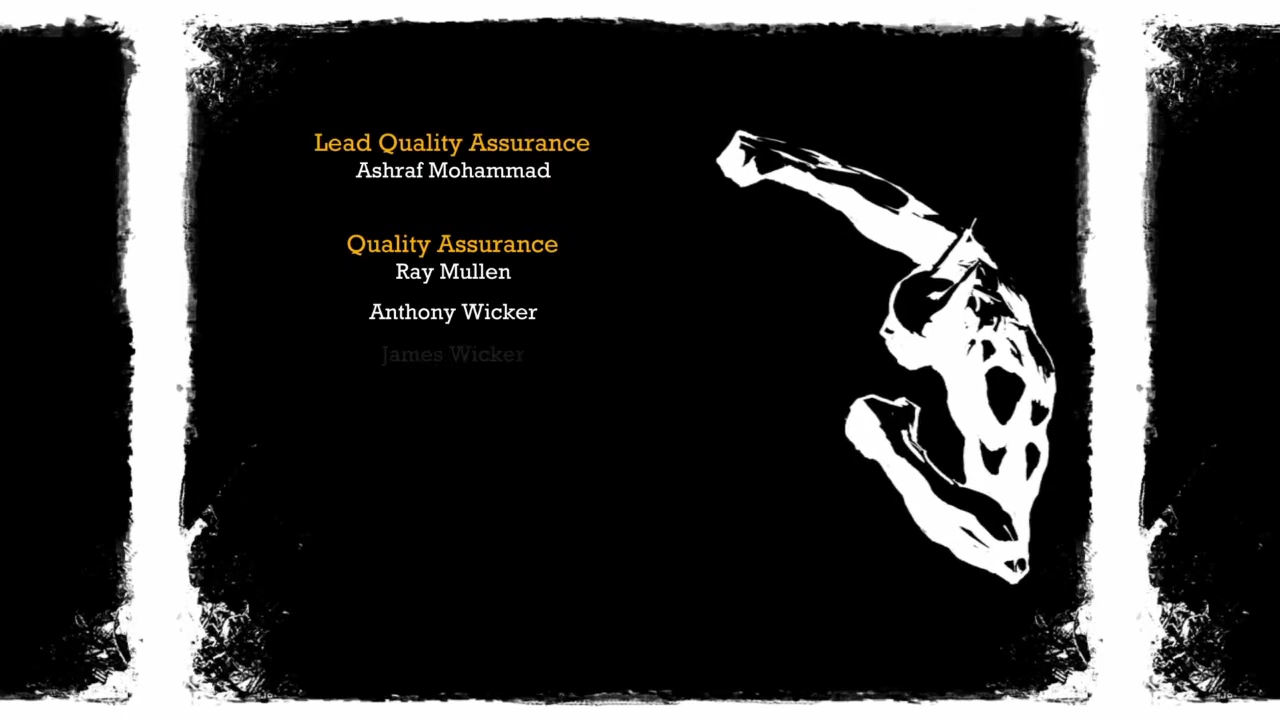 Lead Quality Assurance
Ashraf Mohammad
Quality Assurance
Ray Mullen
Anthony Wicker
James Wicker